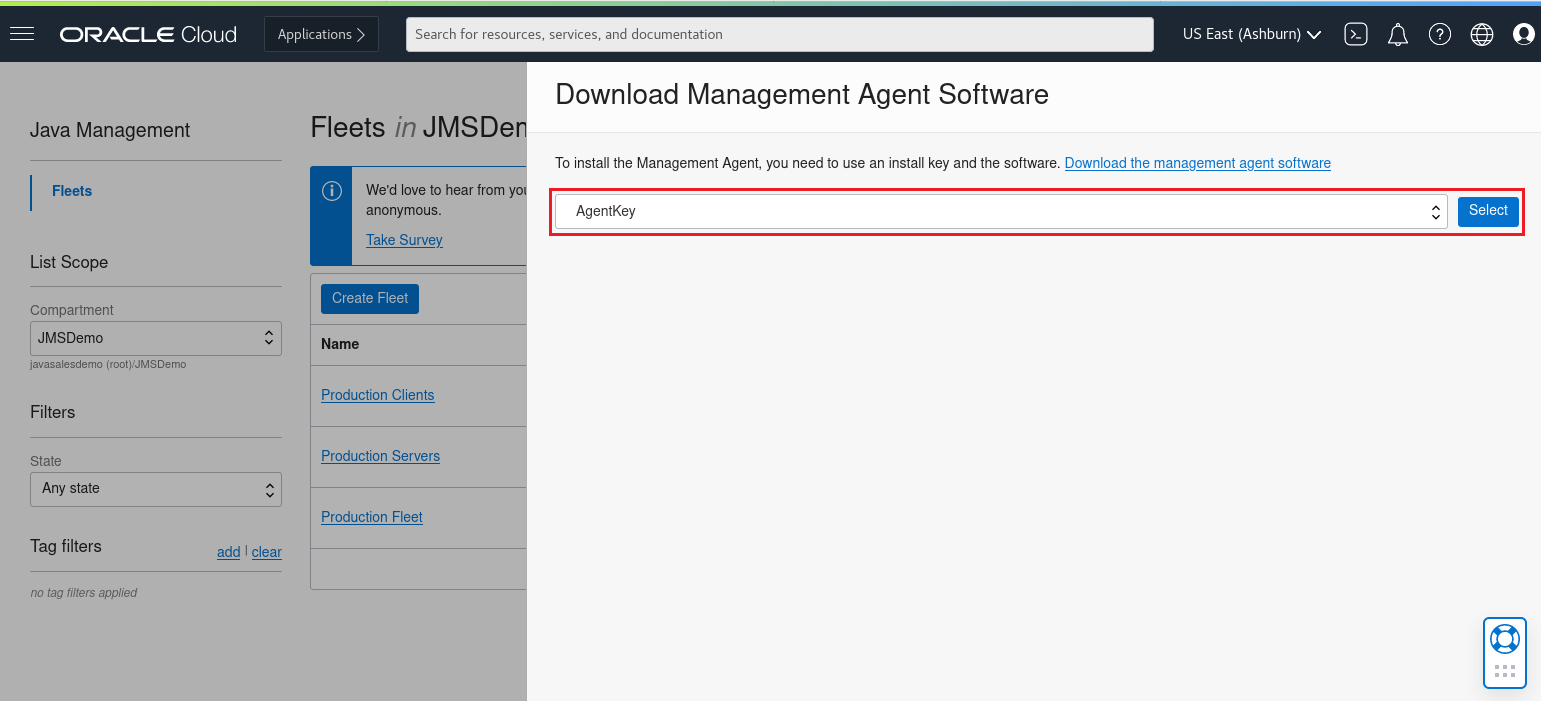 ORACLE Cloud
Applications
Search for resources, services, and documentation
US East (Ashburn)
Java Management
Fleets
List Scope
Compartment
JMSDemo
javasalesdemo (root)/JMSDemo
Filters
State
Any state
Tag filters
add | clear
no tag filters applied
Fleets in JMSDem
We'd love to hear from you
anonymous.
Take Survey
Create Fleet
Name
Production Clients
Production Servers
Production Fleet
Download Management Agent Software
To install the Management Agent, you need to use an install key and the software. Download the management agent software
AgentKey
Select